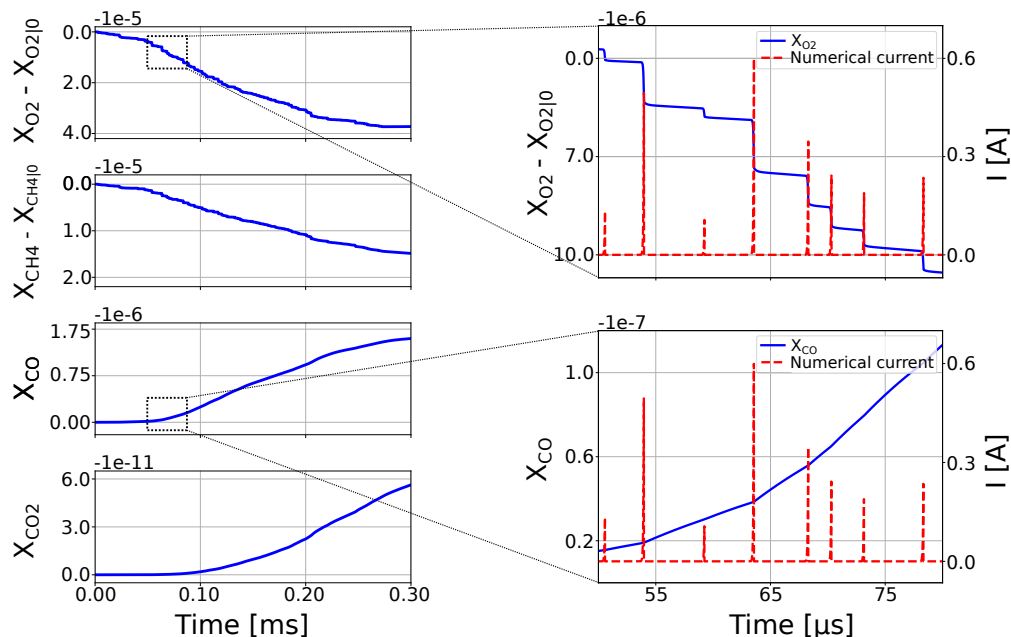 -1e-5
X_O2 - X_O2|0
0.0
2.0
4.0
-1e-5
X_CH4 - X_CH4|0
0.0
1.0
2.0
-1e-6
X_CO
1.75
0.75
0.00
-1e-11
X_CO2
6.0
3.0
0.0
0.00 0.10 0.20 0.30
Time [ms]
-1e-6
X_O2
Numerical current
X_O2 - X_O2|0
0.0
7.0
10.0
0.6
0.3
0.0
I [A]
-1e-7
X_CO
Numerical current
X_CO
1.0
0.6
0.2
0.6
0.3
0.0
I [A]
55 65 75
Time [µs]